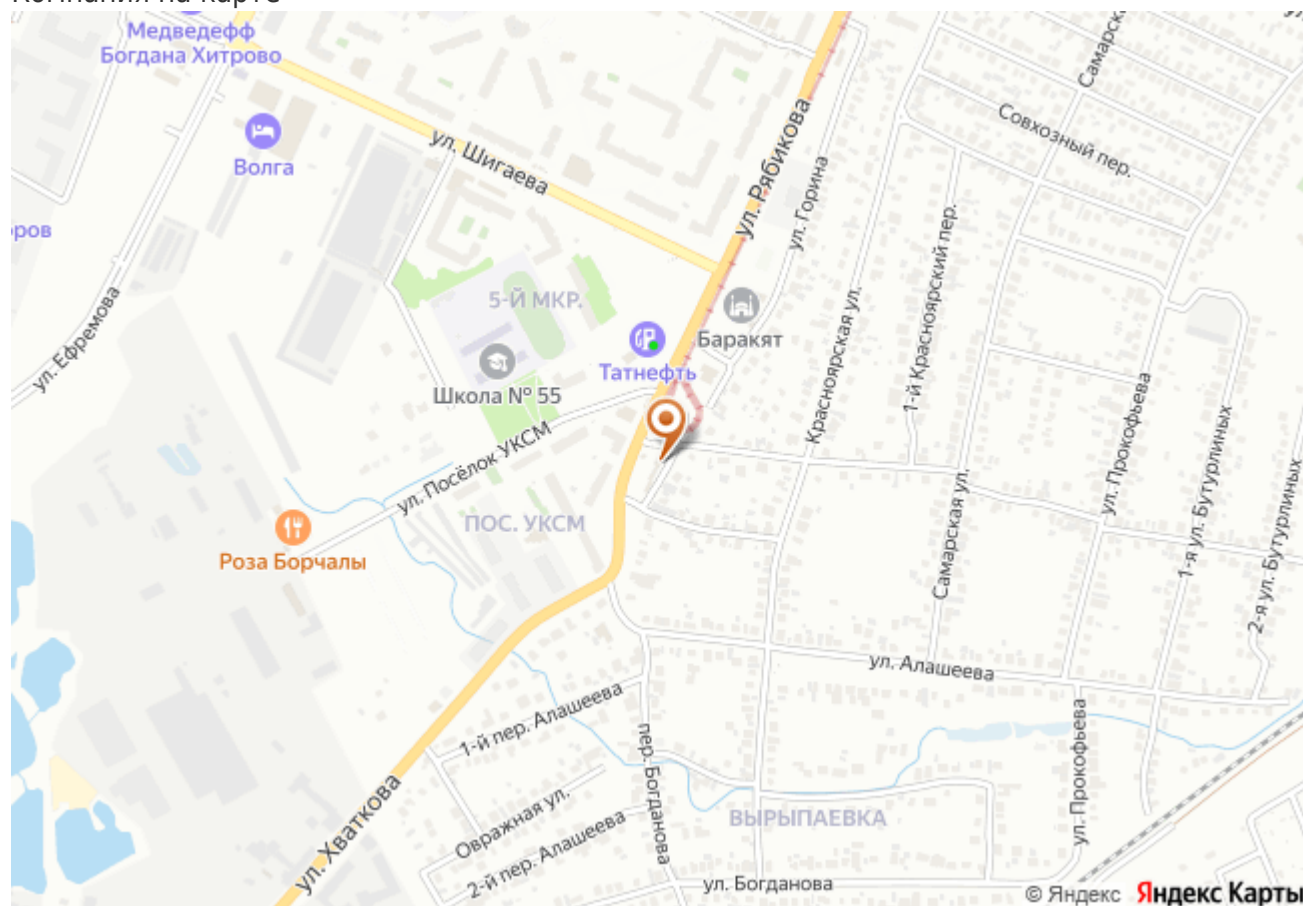 Компания на карте
Медведефф
Богдана Хитрово
Волга
ул. Шигаева
ул. Рябикова
ул. Горина
Самарск
Совхозный пер.
ров
ул. Ефремова
5-Й МКР.
Школа № 55
Татнефть
Баракят
Красноярская ул.
1-й Красноярский пер.
ул. Прокофьева
1-я ул. Бутурлиных
2-я ул. Бутурлиных
Самарская ул.
ул. Посёлок УКСМ
ПОС. УКСМ
Роза Борчалы
ул. Алашеева
1-й пер. Алашеева
пер. Богданова
Овражная ул.
2-й пер. Алашеева
ул. Хваткова
ВЫРЫПАЕВКА
ул. Прокофьева
ул. Богданова
© Яндекс Яндекс Карты